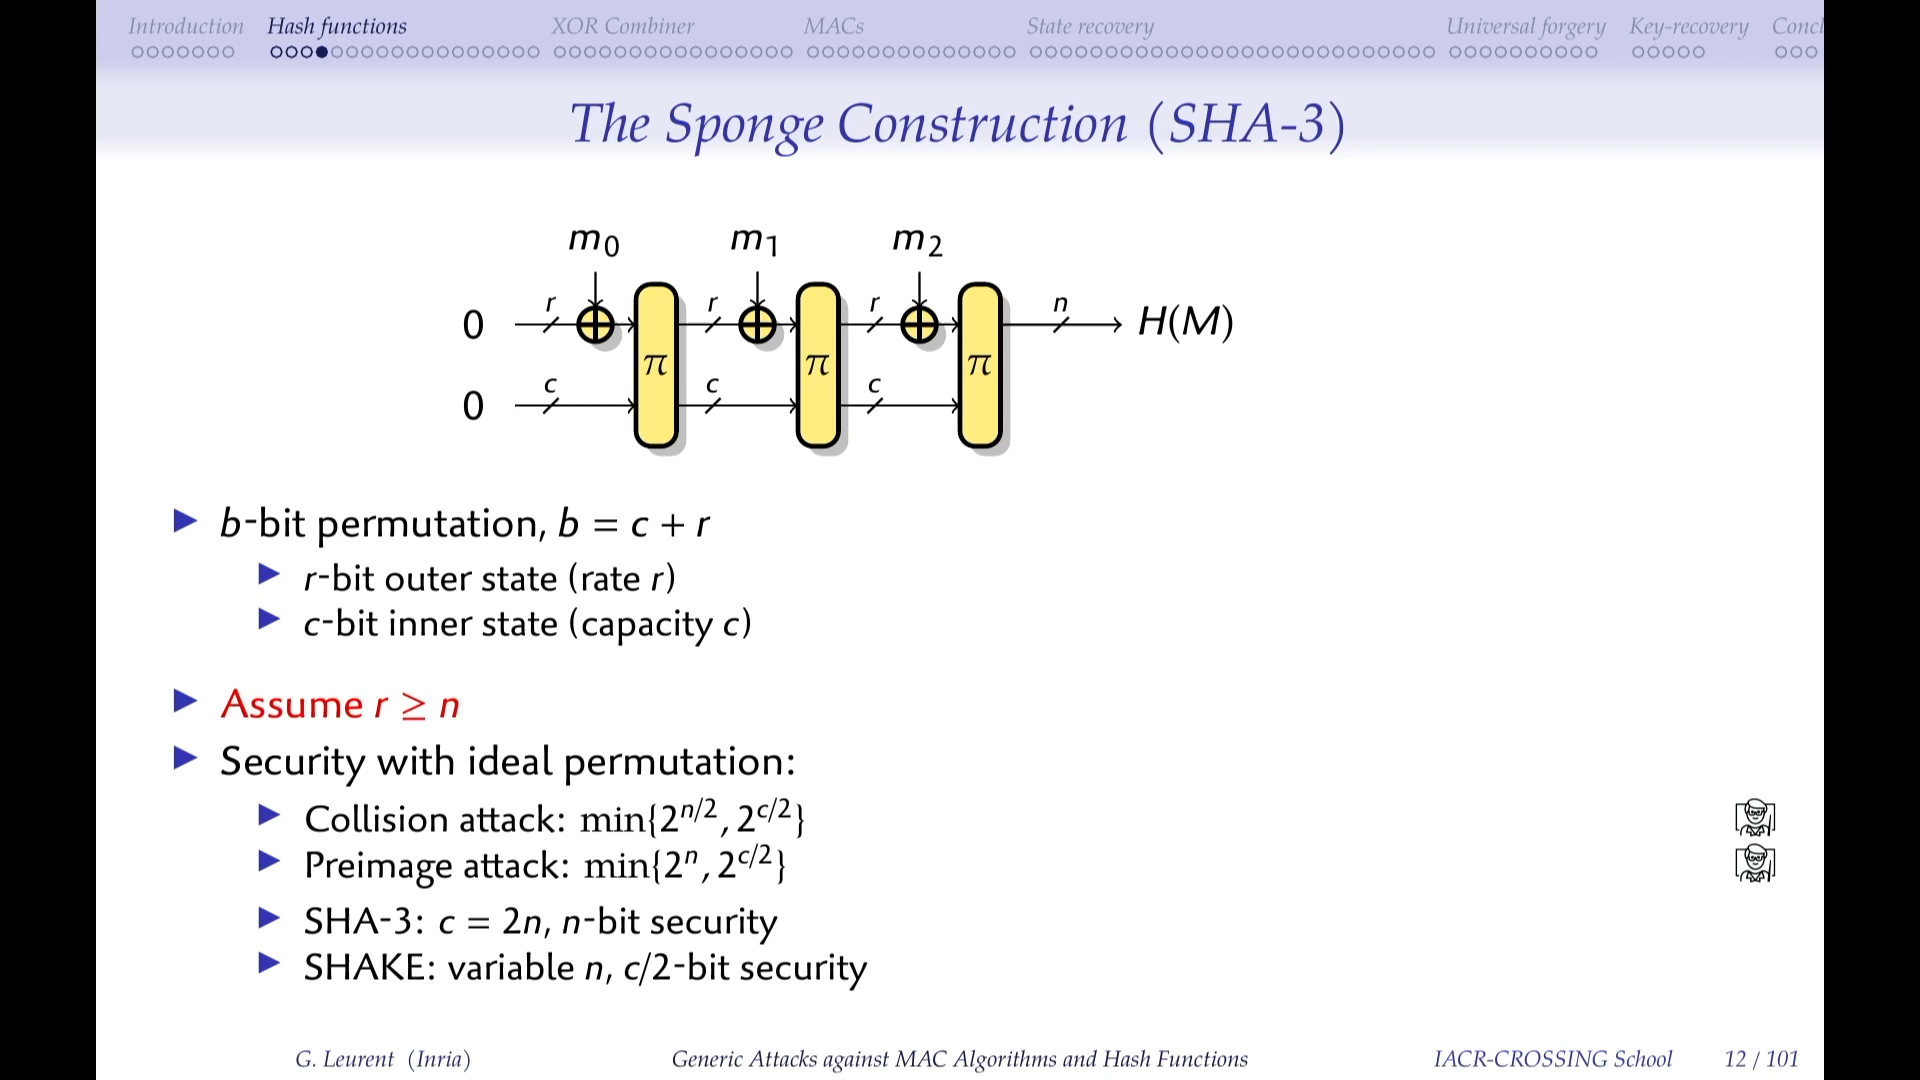 Introduction Hash functions XOR Combiner MACs State recovery Universal forgery Key-recovery Concl
The Sponge Construction (SHA-3)
m0 m1 m2
0 r r r n H(M)
π π π
0 c c c
b-bit permutation, b = c + r
r-bit outer state (rate r)
c-bit inner state (capacity c)
Assume r ≥ n
Security with ideal permutation:
Collision attack: min{2^{n/2}, 2^{c/2}}
Preimage attack: min{2^n, 2^{c/2}}
SHA-3: c = 2n, n-bit security
SHAKE: variable n, c/2-bit security
G. Leurent (Inria) Generic Attacks against MAC Algorithms and Hash Functions IACR-CROSSING School 12 / 101